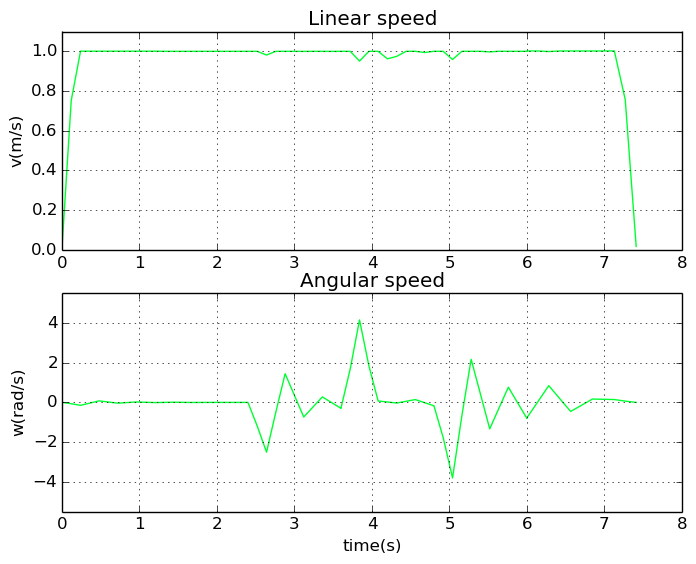 Linear speed
v(m/s)
1.0
0.8
0.6
0.4
0.2
0.0
0 1 2 3 4 5 6 7 8
Angular speed
w(rad/s)
4
2
0
−2
−4
0 1 2 3 4 5 6 7 8
time(s)